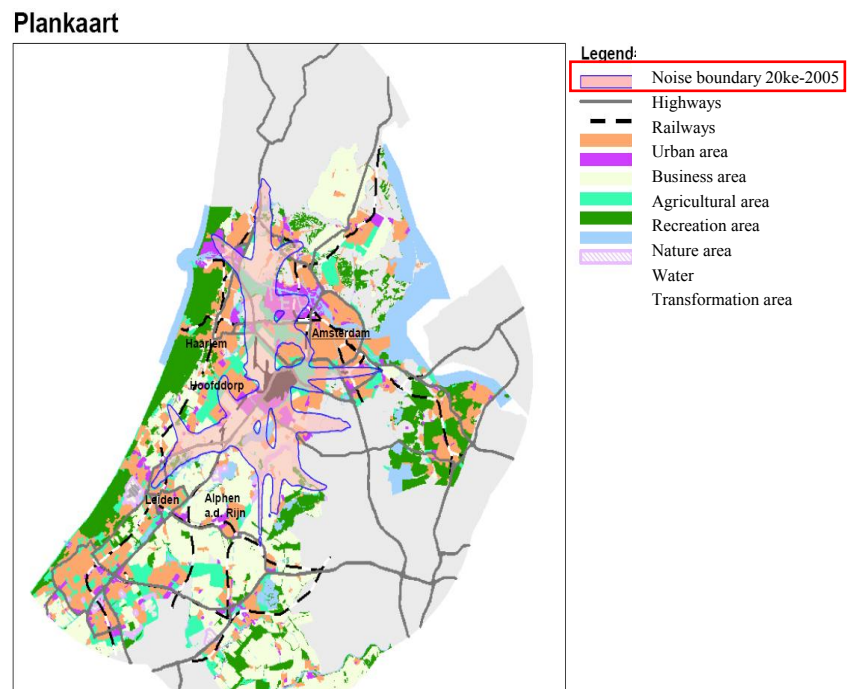 Plankaart
Legend:
Noise boundary 20ke-2005
Highways
Railways
Urban area
Business area
Agricultural area
Recreation area
Nature area
Water
Transformation area
Amsterdam
Haarlem
Hoofddorp
Leiden
Alphen
a.d. Rijn